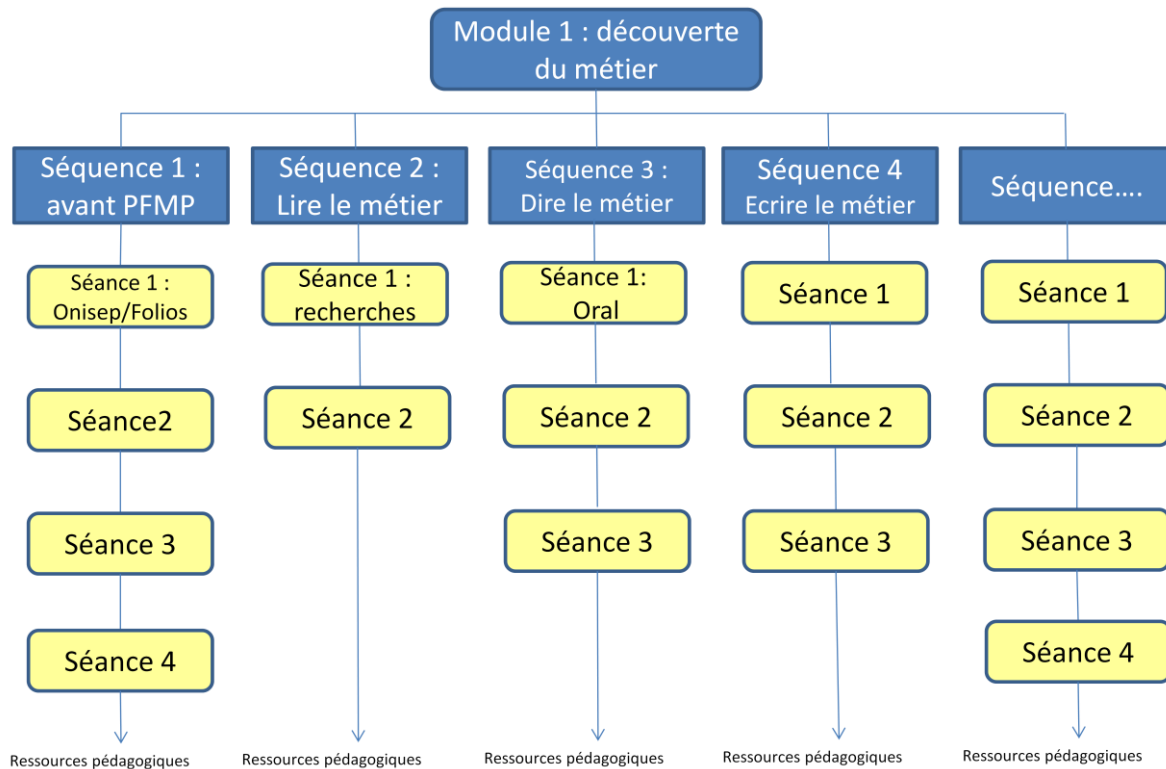 Module 1 : découverte
du métier
Séquence 1 :
avant PFMP
Séquence 2 :
Lire le métier
Séquence 3 :
Dire le métier
Séquence 4
Ecrire le métier
Séquence….
Séance 1 :
Onisep/Folios
Séance 1 :
recherches
Séance 1:
Oral
Séance 1
Séance 1
Séance2
Séance 2
Séance 2
Séance 2
Séance 2
Séance 3
Séance 3
Séance 3
Séance 3
Séance 4
Séance 4
Ressources pédagogiques
Ressources pédagogiques
Ressources pédagogiques
Ressources pédagogiques
Ressources pédagogiques